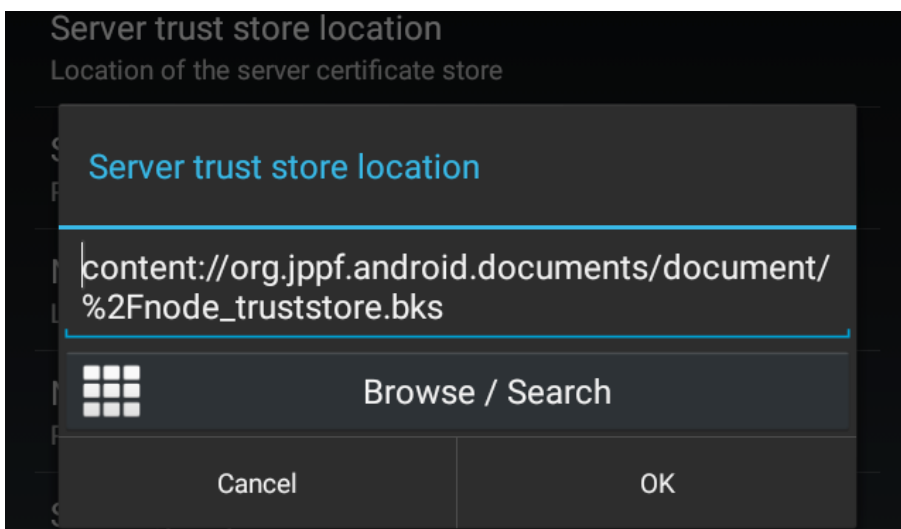 Server trust store location
Location of the server certificate store
Server trust store location
content://org.jppf.android.documents/document/
%2Fnode_truststore.bks
Browse / Search
Cancel
OK